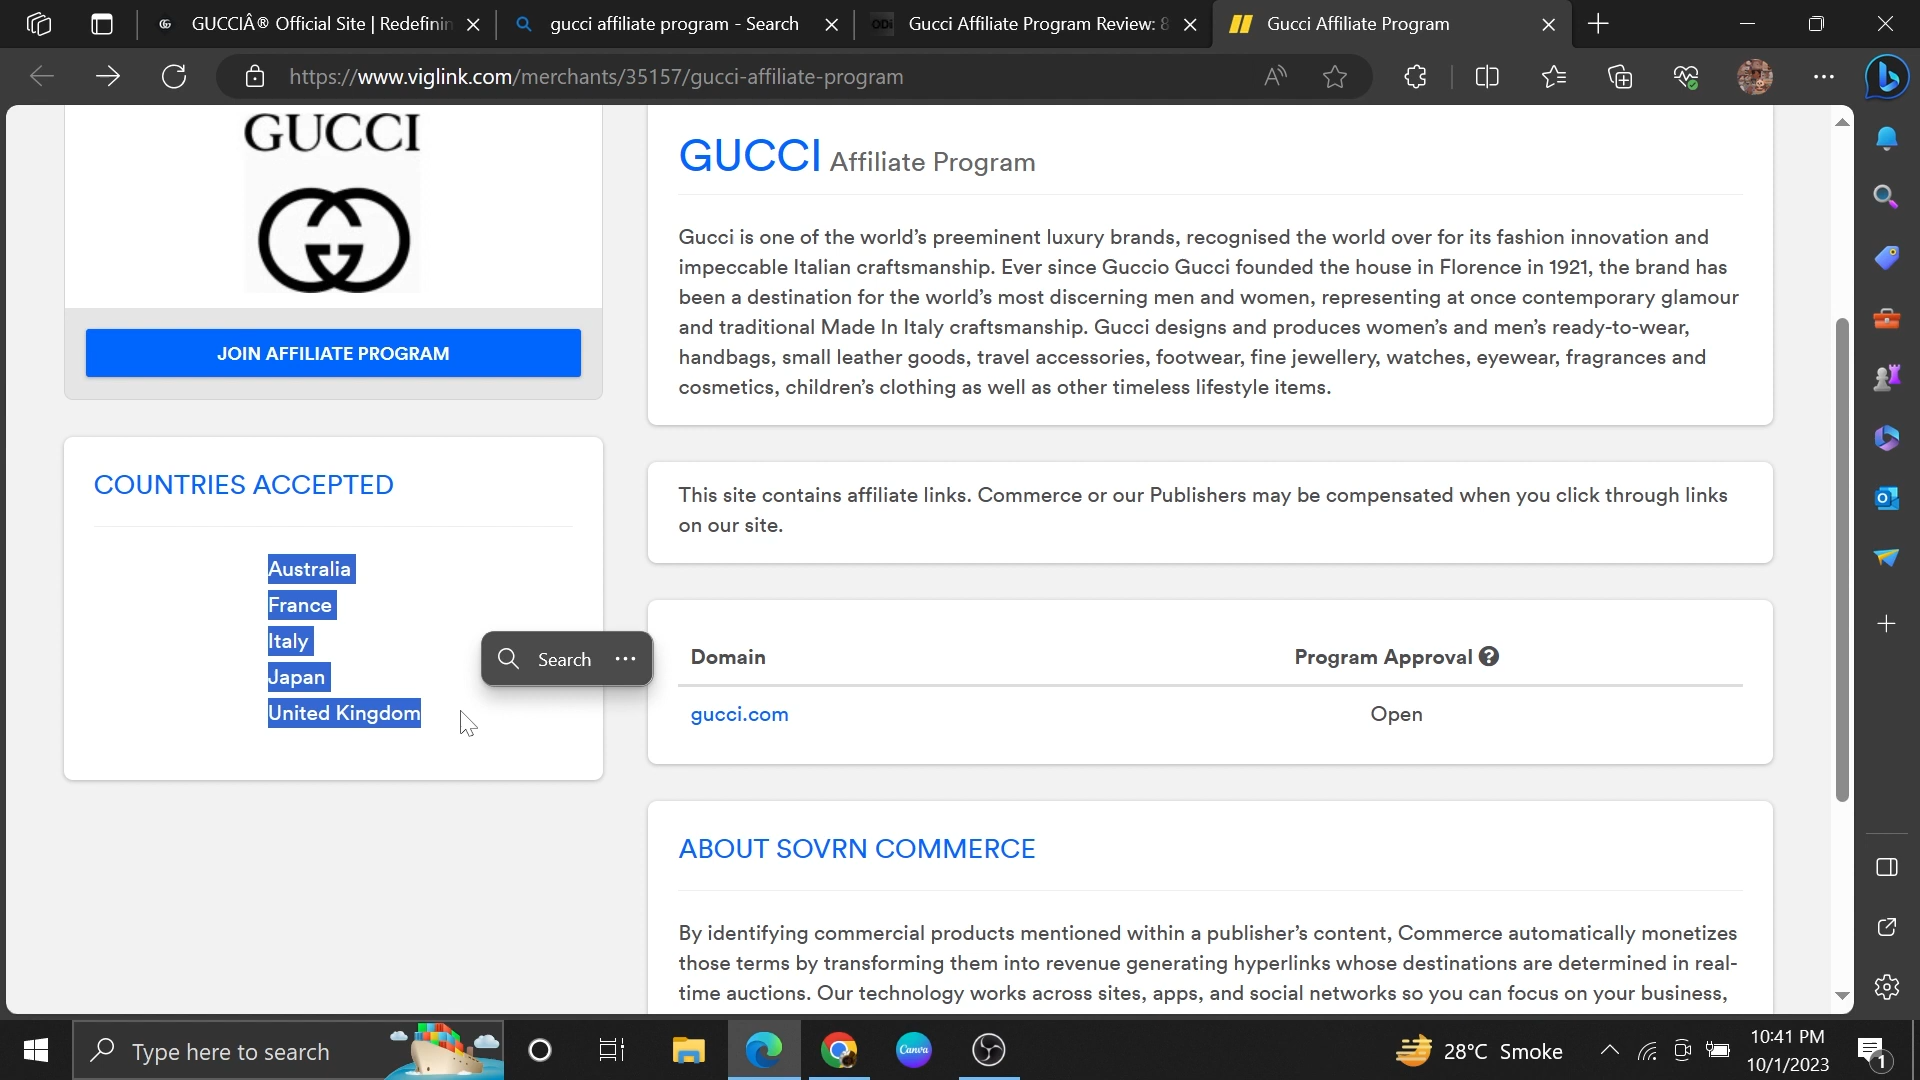 GUCCIÂ® Official Site | Redefinin
gucci affiliate program - Search
ODi
Gucci Affiliate Program Review: 8
Gucci Affiliate Program
https://www.viglink.com/merchants/35157/gucci-affiliate-program
GUCCI
JOIN AFFILIATE PROGRAM
COUNTRIES ACCEPTED
Australia
France
Italy
Japan
United Kingdom
Search
GUCCI Affiliate Program
Gucci is one of the world's preeminent luxury brands, recognised the world over for its fashion innovation and
impeccable Italian craftsmanship. Ever since Guccio Gucci founded the house in Florence in 1921, the brand has
been a destination for the world's most discerning men and women, representing at once contemporary glamour
and traditional Made In Italy craftsmanship. Gucci designs and produces women's and men's ready-to-wear,
handbags, small leather goods, travel accessories, footwear, fine jewellery, watches, eyewear, fragrances and
cosmetics, children's clothing as well as other timeless lifestyle items.
This site contains affiliate links. Commerce or our Publishers may be compensated when you click through links
on our site.
Domain Program Approval ?
gucci.com Open
ABOUT SOVRN COMMERCE
By identifying commercial products mentioned within a publisher's content, Commerce automatically monetizes
those terms by transforming them into revenue generating hyperlinks whose destinations are determined in real-
time auctions. Our technology works across sites, apps, and social networks so you can focus on your business,
Type here to search
Canva
28°C Smoke
10:41 PM
10/1/2023
1